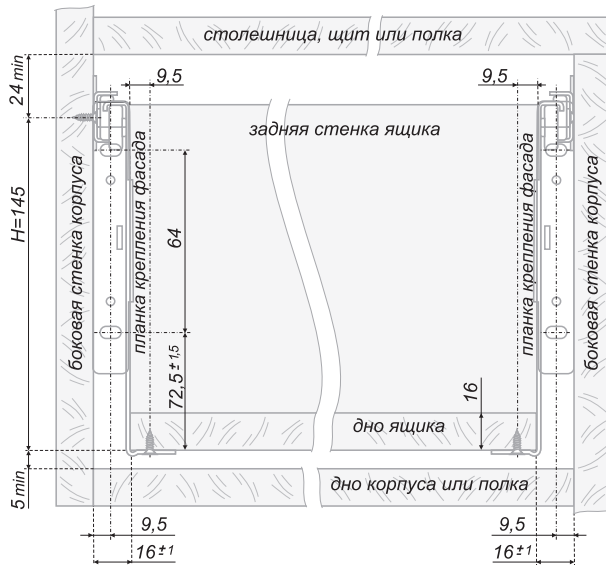 столешница, щит или полка
24 min
9,5
9,5
задняя стенка ящика
H=145
боковая стенка корпуса
планка крепления фасада
64
72,5±1,5
планка крепления фасада
боковая стенка корпуса
16
дно ящика
5 min
дно корпуса или полка
9,5
9,5
16±1
16±1